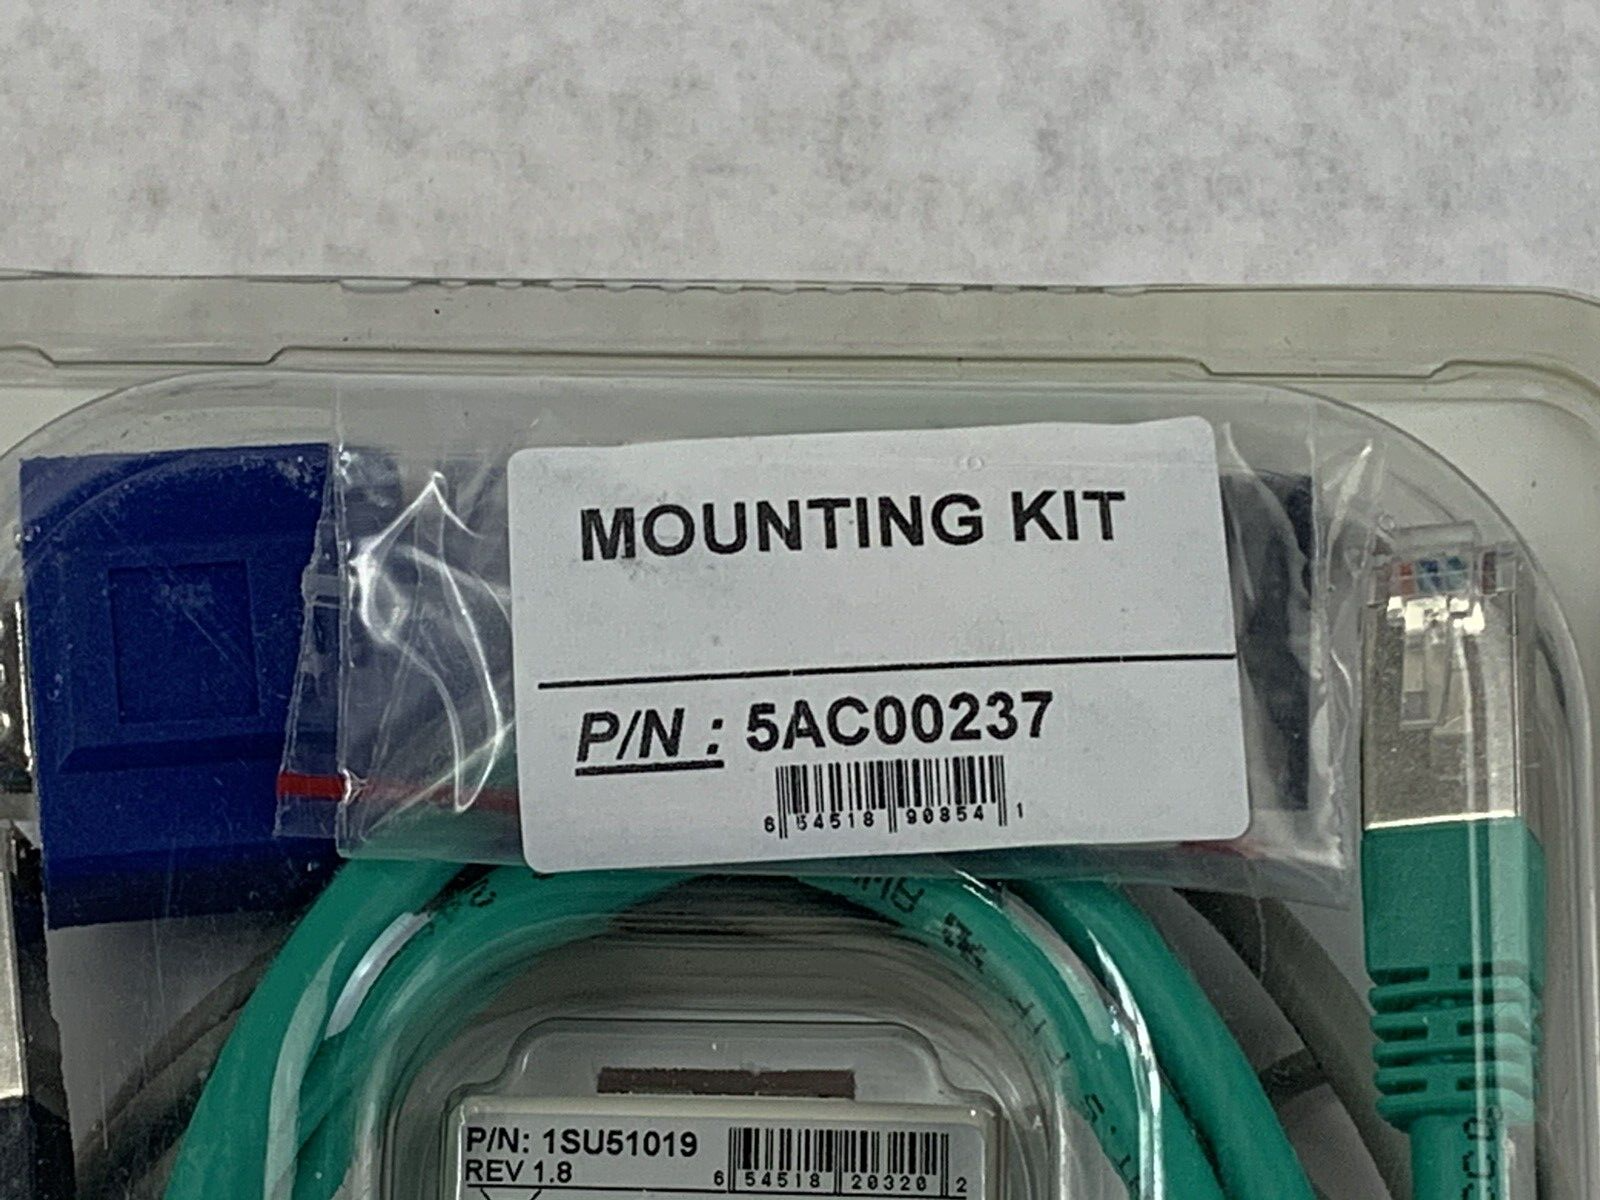 MOUNTING KIT
P/N : 5AC00237
6 54518 90854 1
P/N: 1SU51019
REV 1.8
6 54518 20320 2